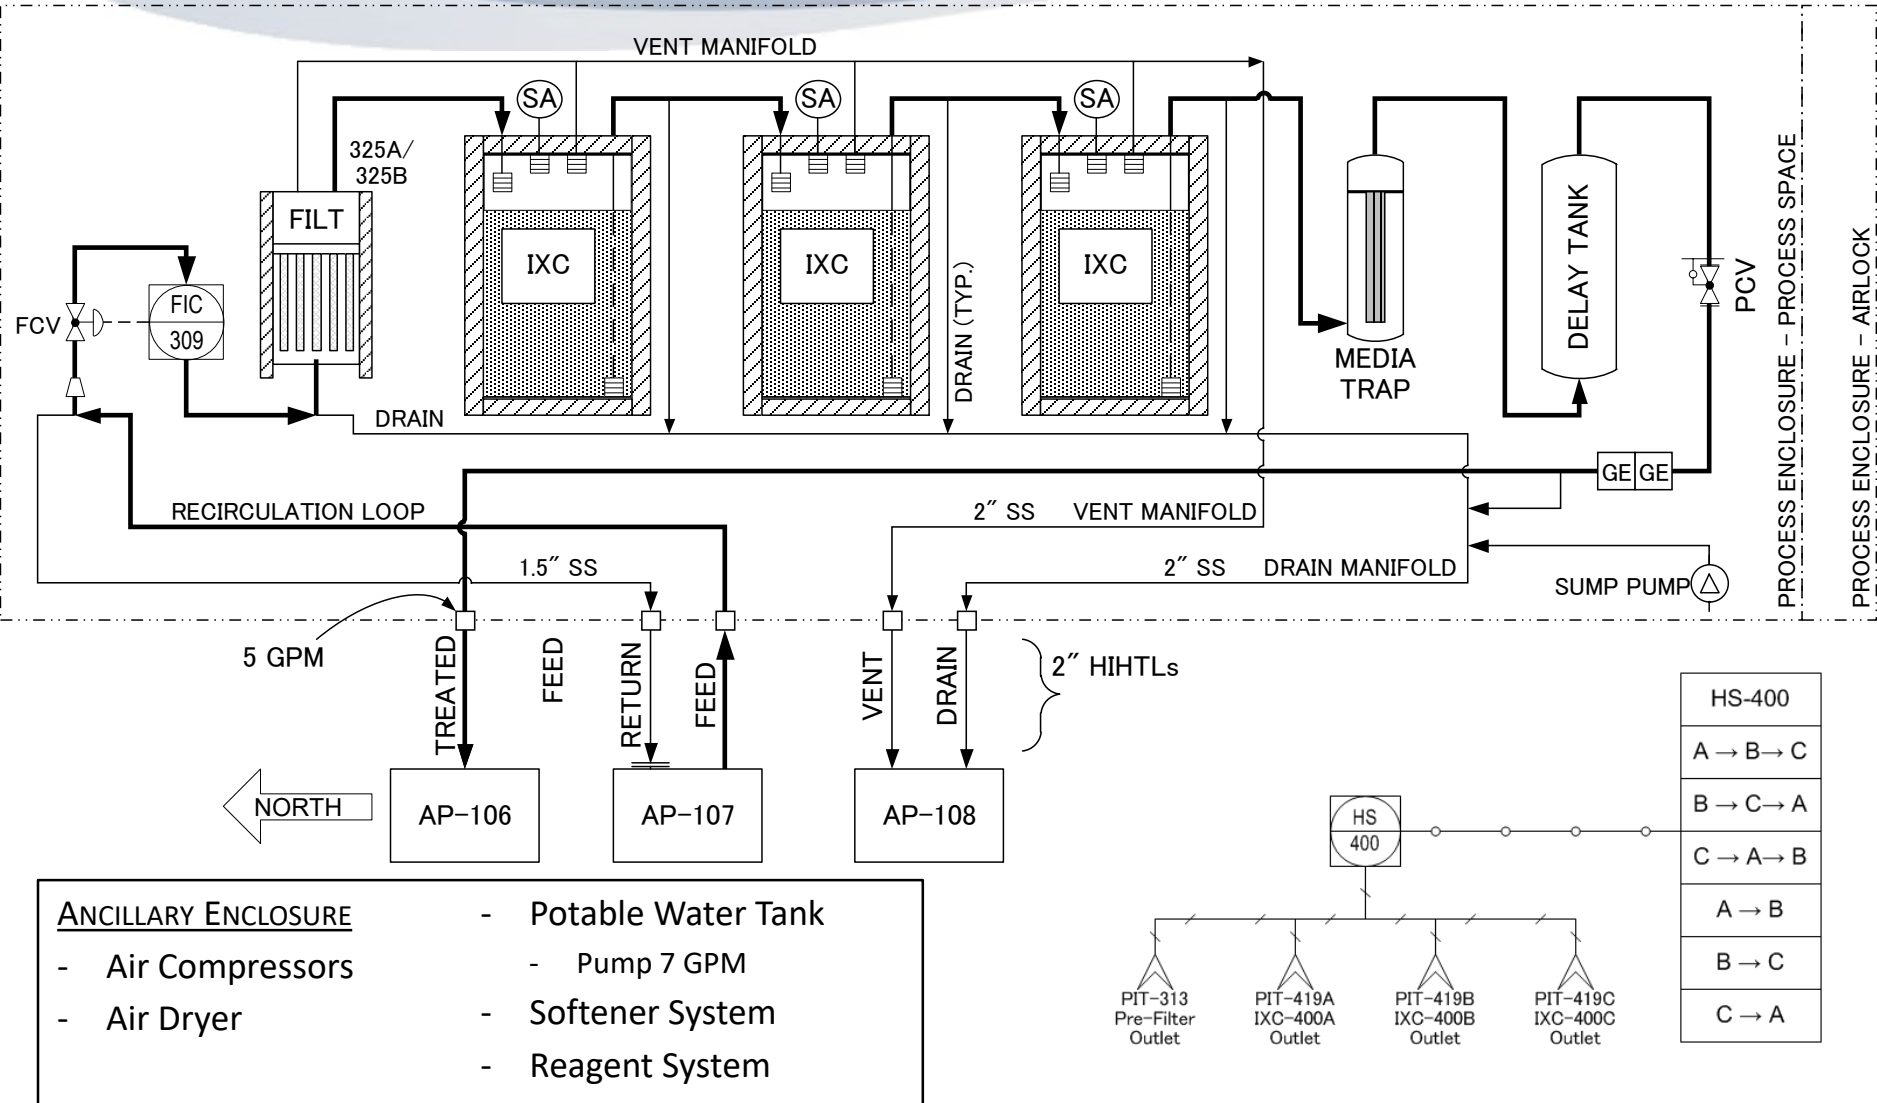 VENT MANIFOLD
SA
SA
SA
325A/
325B
FILT
IXC
IXC
IXC
FCV
FIC
309
DRAIN
DRAIN (TYP.)
MEDIA
TRAP
DELAY TANK
PCV
GE GE
PROCESS ENCLOSURE - PROCESS SPACE
PROCESS ENCLOSURE - AIRLOCK
RECIRCULATION LOOP
2" SS VENT MANIFOLD
1.5" SS
2" SS DRAIN MANIFOLD
SUMP PUMP
5 GPM
TREATED
FEED
RETURN
FEED
VENT
DRAIN
2" HIHTLs
NORTH
AP-106
AP-107
AP-108
HS
400
PIT-313
Pre-Filter
Outlet
PIT-419A
IXC-400A
Outlet
PIT-419B
IXC-400B
Outlet
PIT-419C
IXC-400C
Outlet
HS-400
A → B → C
B → C → A
C → A → B
A → B
B → C
C → A
ANCILLARY ENCLOSURE
- Air Compressors
- Air Dryer
- Potable Water Tank
- Pump 7 GPM
- Softener System
- Reagent System